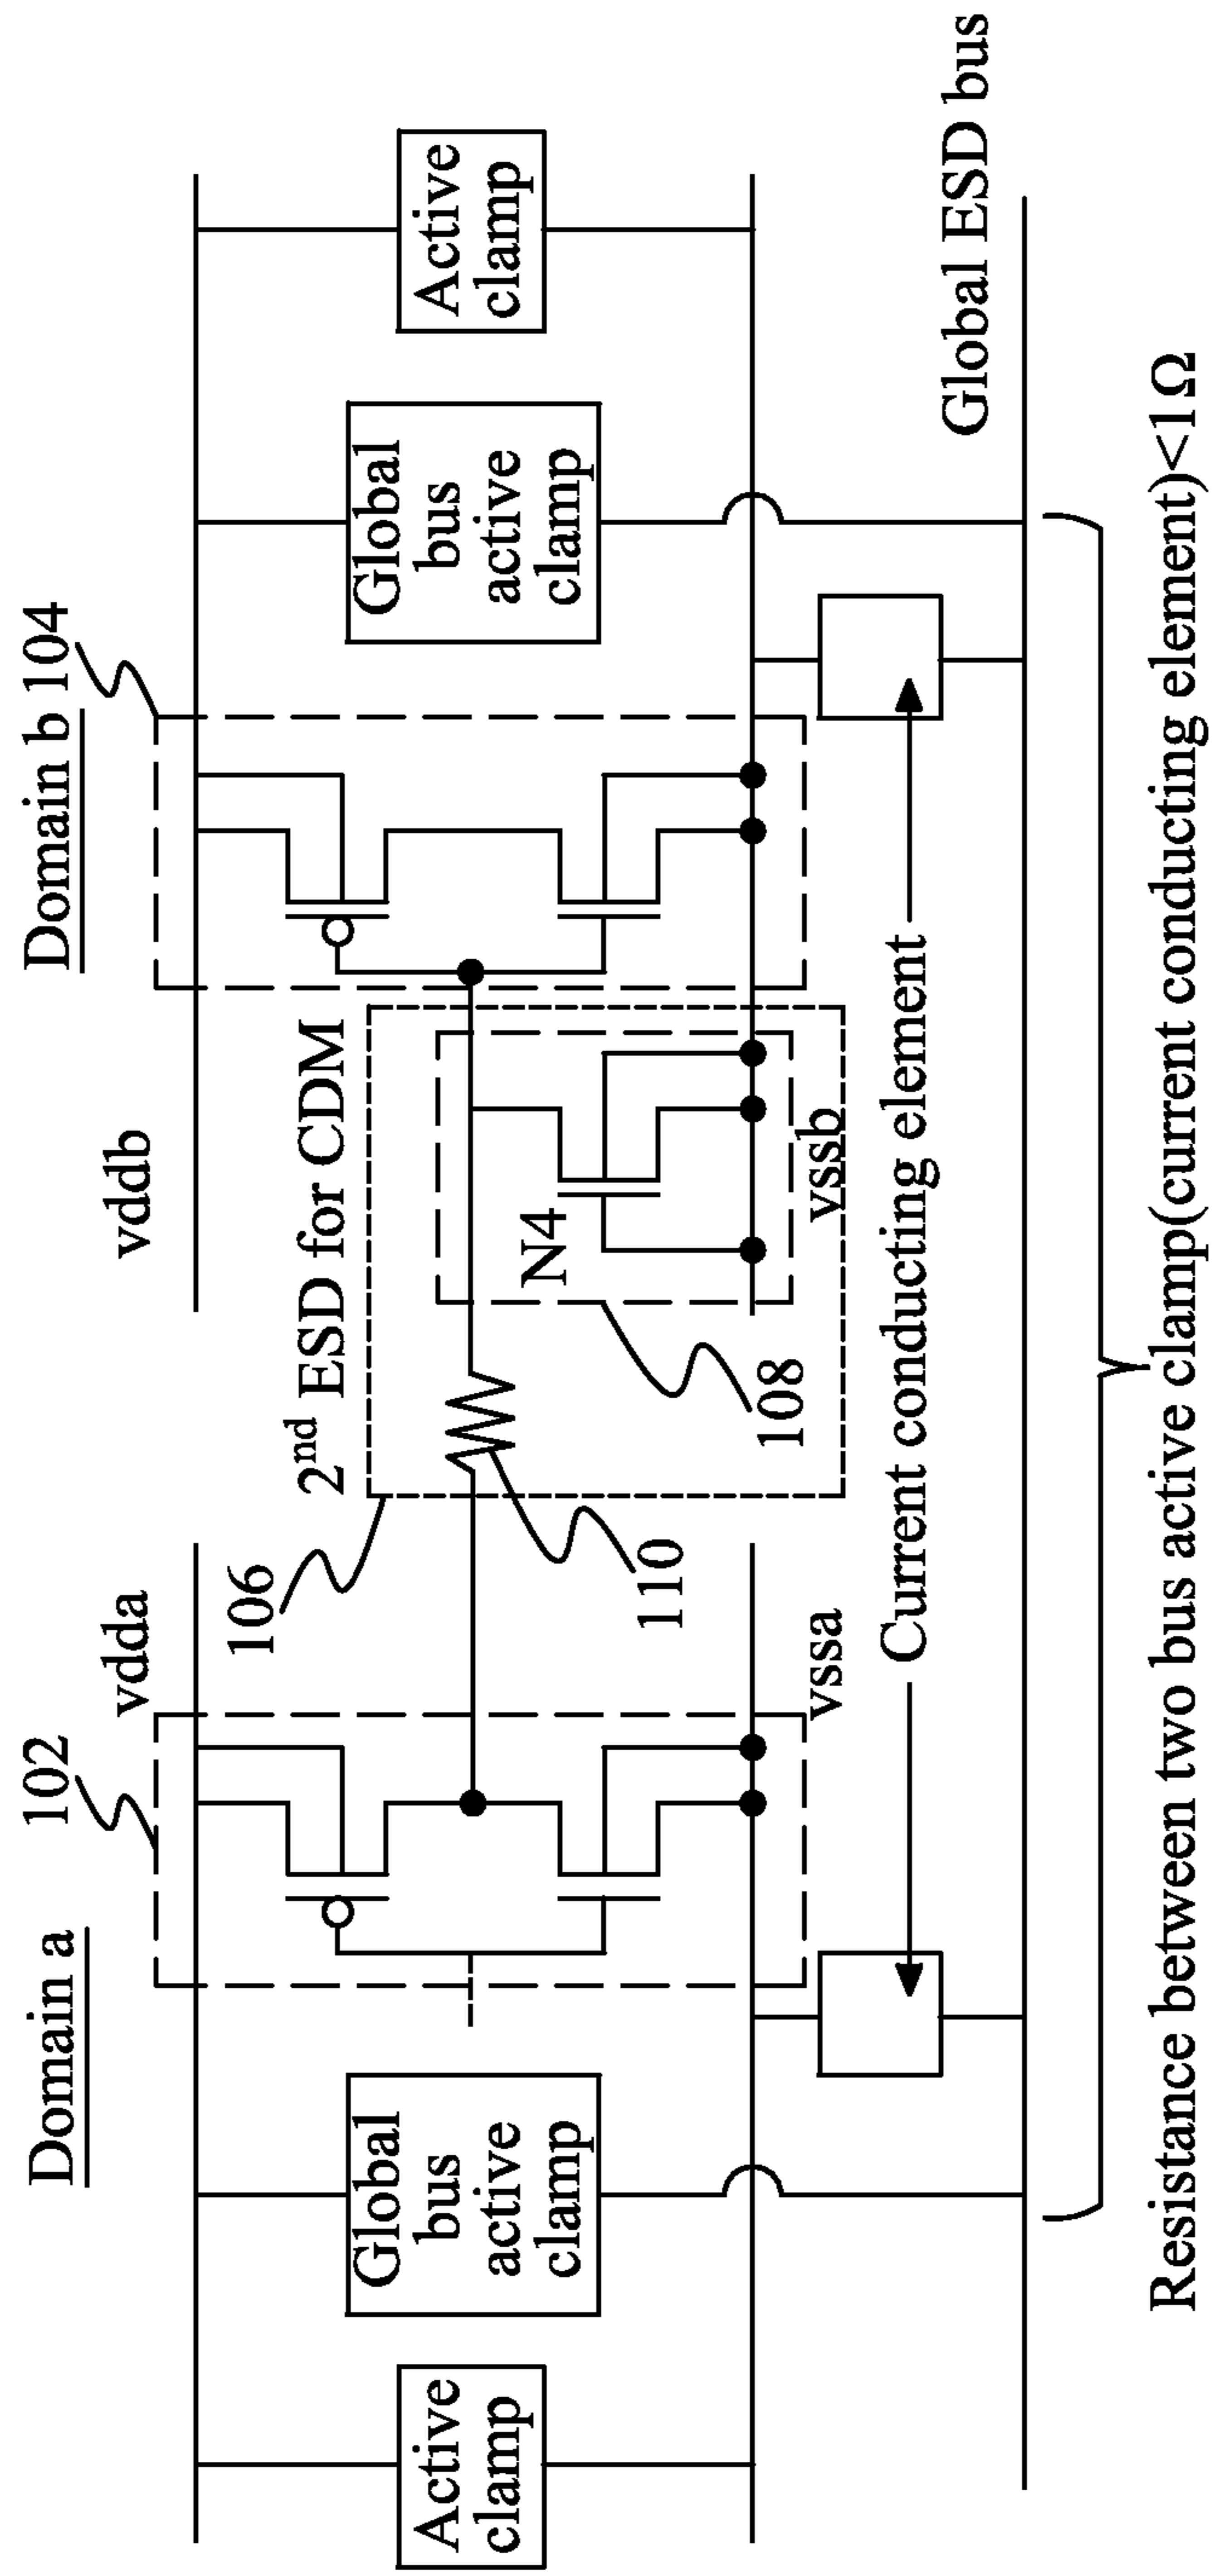 Domain a
102
vdda
vddb
Domain b 104
106
2nd ESD for CDM
Active
clamp
Global
bus
active
clamp
110
N4
108
Global
bus
active
clamp
Active
clamp
vssa
vssb
Current conducting element
Global ESD bus
Resistance between two bus active clamp(current conducting element)<1Ω